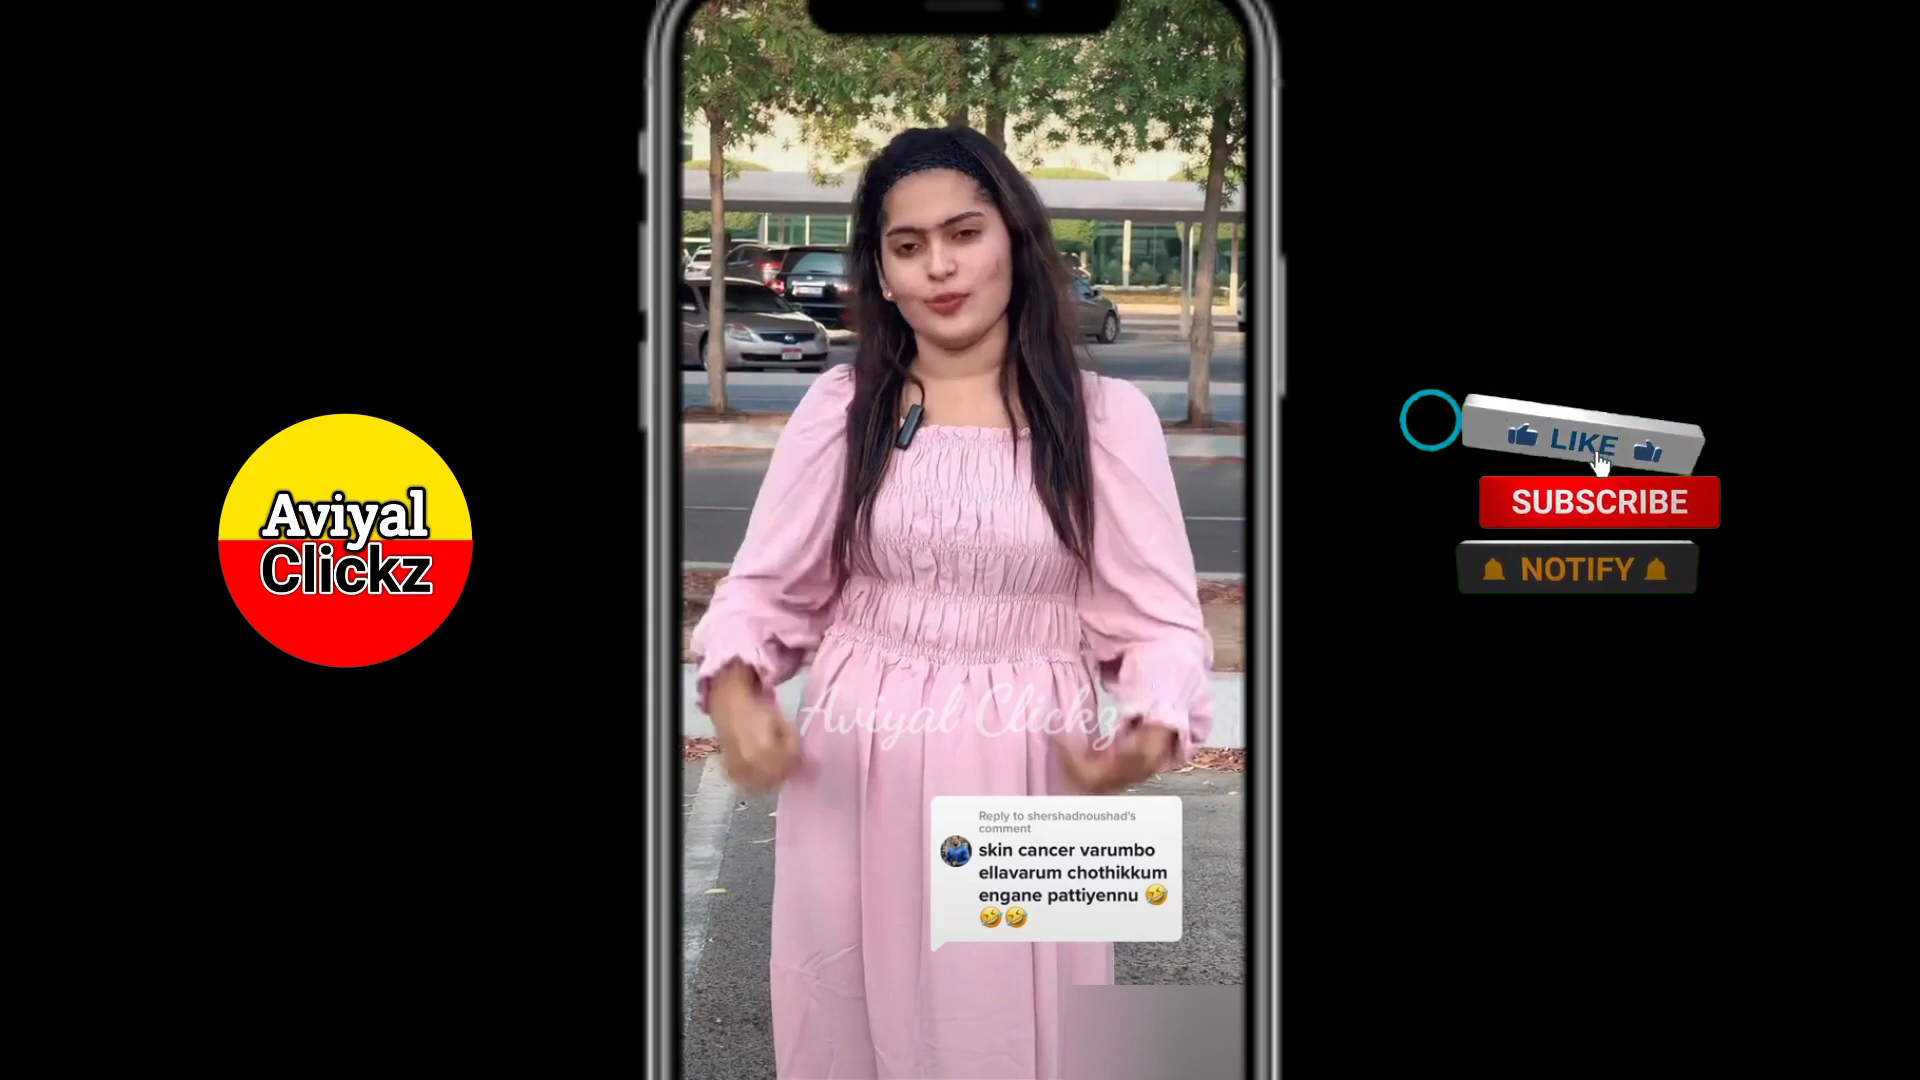 Aviyal
Clickz
LIKE
SUBSCRIBE
NOTIFY
Aviyal Clickz
Reply to shershadnoushad's
comment
skin cancer varumbo
ellavarum chothikkum
engane pattiyennu 🤣
🤣🤣